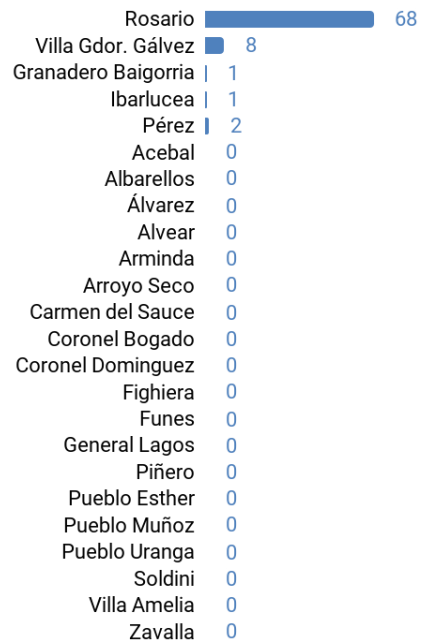 Rosario 68
Villa Gdor. Gálvez 8
Granadero Baigorria 1
Ibarlucea 1
Pérez 2
Acebal 0
Albarellos 0
Álvarez 0
Alvear 0
Arminda 0
Arroyo Seco 0
Carmen del Sauce 0
Coronel Bogado 0
Coronel Dominguez 0
Fighiera 0
Funes 0
General Lagos 0
Piñero 0
Pueblo Esther 0
Pueblo Muñoz 0
Pueblo Uranga 0
Soldini 0
Villa Amelia 0
Zavalla 0